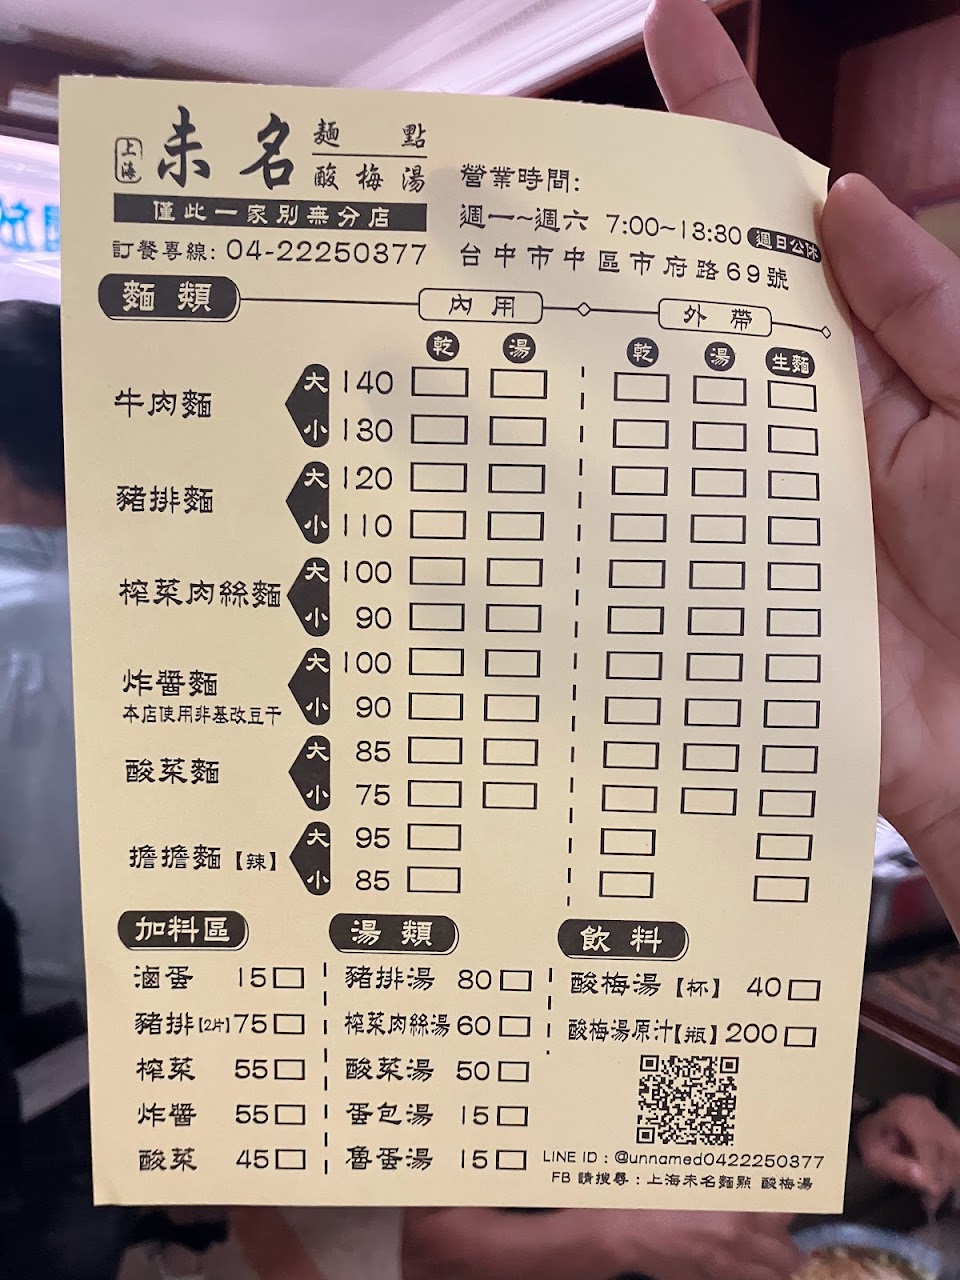 上海 未名 麵點
酸梅湯
僅此一家別無分店
訂餐專線: 04-22250377
營業時間:
週一~週六 7:00~13:30 週日公休
台中市中區市府路69號
麵類 內用 外帶
乾 湯 乾 湯 生麵
牛肉麵 大 140
小 130
豬排麵 大 120
小 110
榨菜肉絲麵 大 100
小 90
炸醬麵 大 100
本店使用非基改豆干 小 90
酸菜麵 大 85
小 75
擔擔麵【辣】 大 95
小 85
加料區
滷蛋 15
豬排【2片】75
榨菜 55
炸醬 55
酸菜 45
湯類
豬排湯 80
榨菜肉絲湯 60
酸菜湯 50
蛋包湯 15
魯蛋湯 15
飲料
酸梅湯【杯】 40
酸梅湯原汁【瓶】200
LINE ID : @unnamed0422250377
FB 請搜尋 : 上海未名麵點 酸梅湯